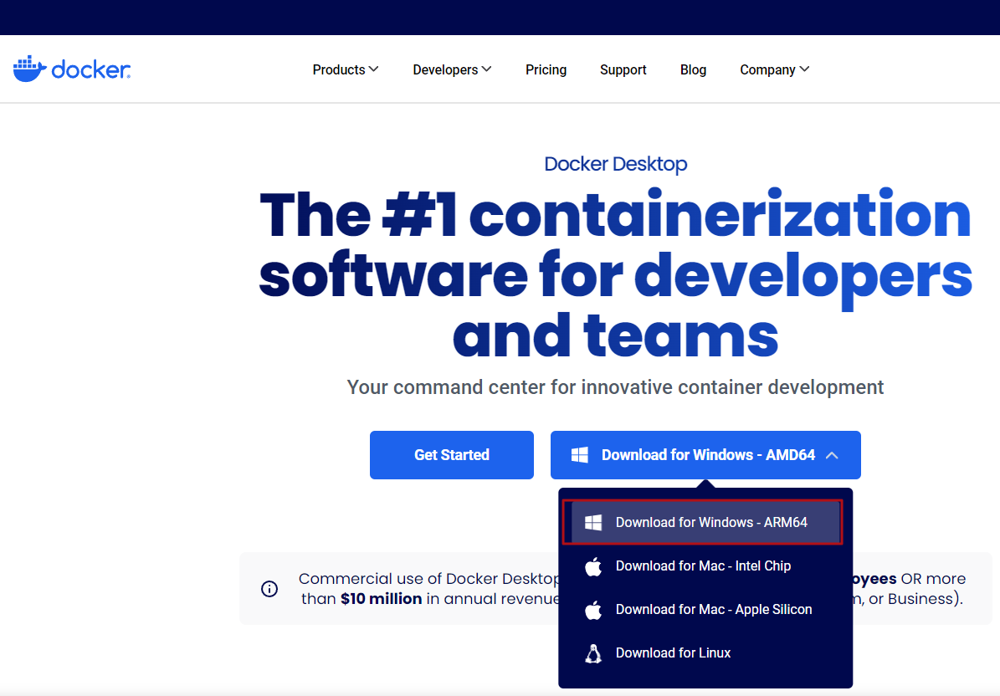 docker
Products
Developers
Pricing
Support
Blog
Company
Docker Desktop
The #1 containerization
software for developers
and teams
Your command center for innovative container development
Get Started
Download for Windows - AMD64
Download for Windows - ARM64
Download for Mac - Intel Chip
Download for Mac - Apple Silicon
Download for Linux
Commercial use of Docker Desktop OR more
than $10 million in annual revenue or Business).